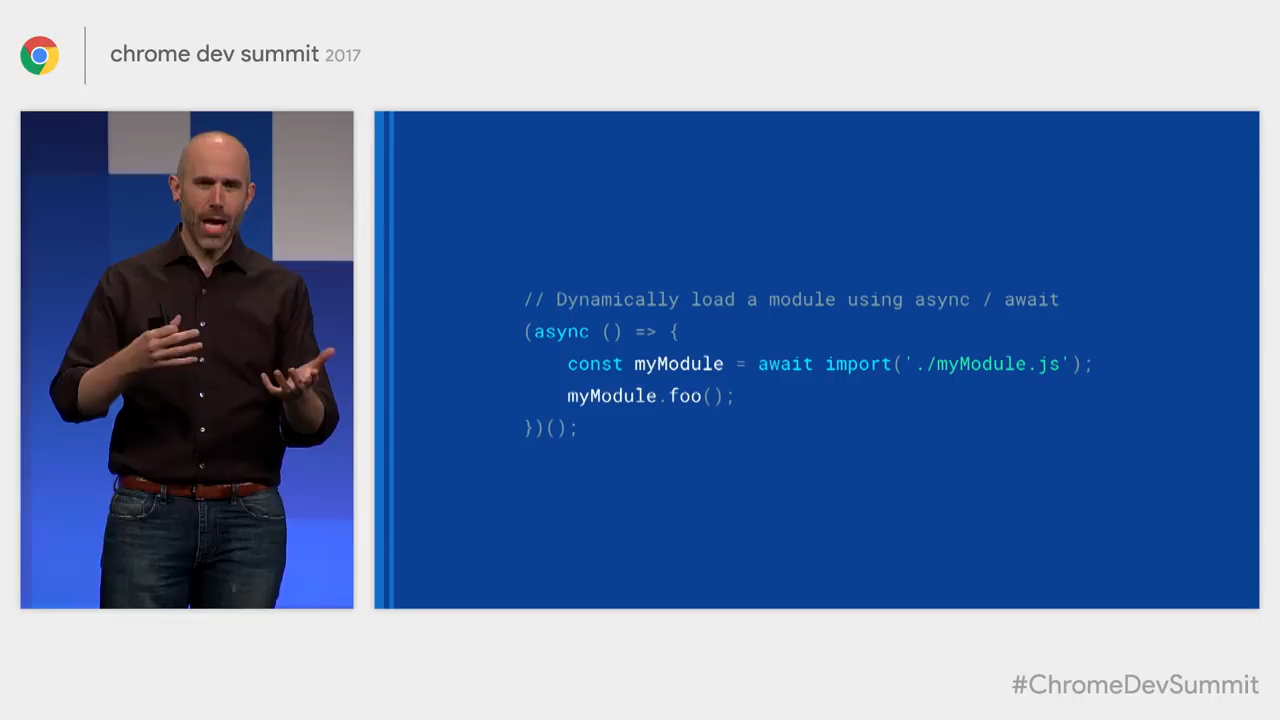 chrome dev summit 2017
// Dynamically load a module using async / await
(async () => {
    const myModule = await import('./myModule.js');
    myModule.foo();
})();
#ChromeDevSummit